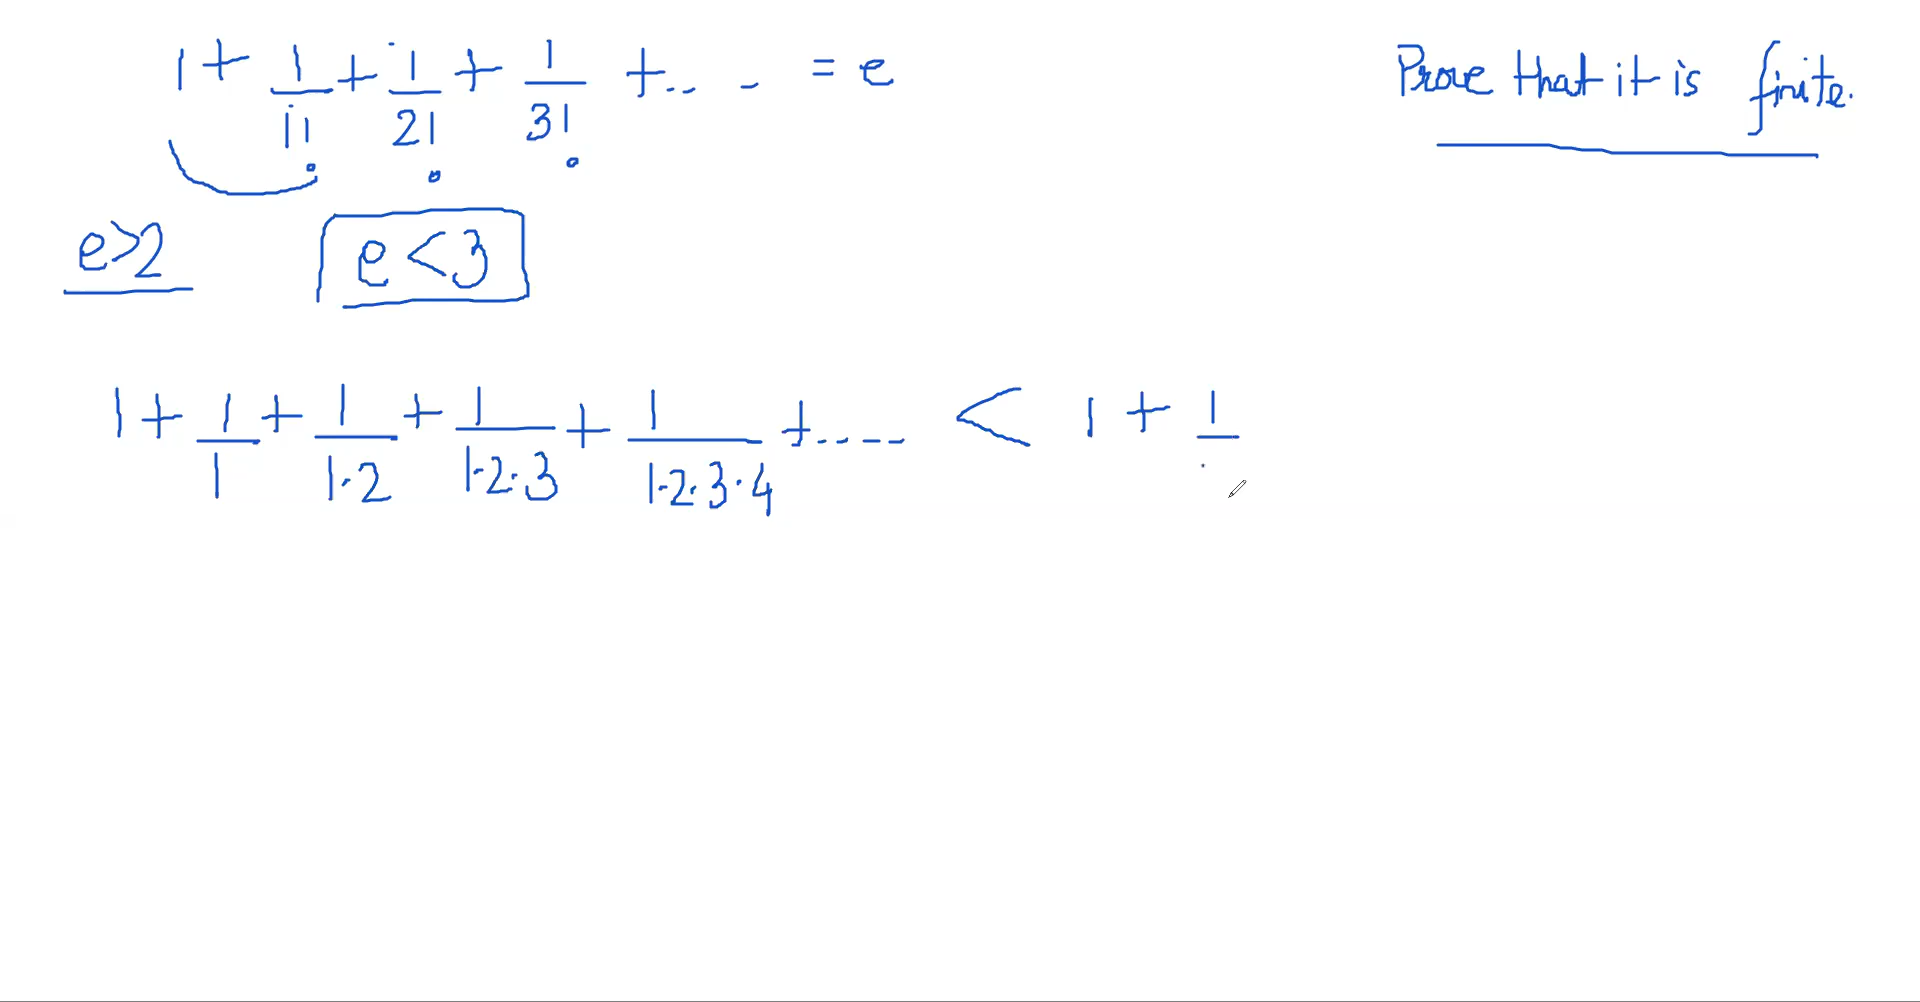 1 + 1/1! + 1/2! + 1/3! + ... . = e
Prove that it is finite.
e>2
e<3
1 + 1/1 + 1/1·2 + 1/1·2·3 + 1/1·2·3·4 + ..... < 1 + 1/